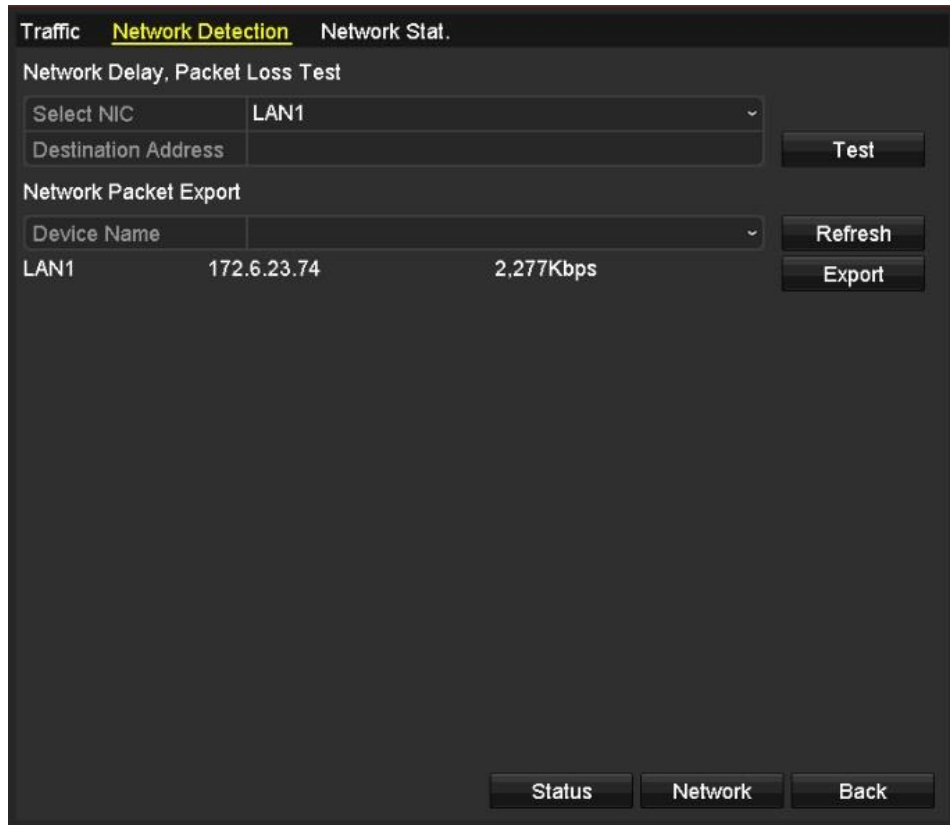 Traffic Network Detection Network Stat.
Network Delay, Packet Loss Test
Select NIC LAN1
Destination Address Test
Network Packet Export
Device Name Refresh
LAN1 172.6.23.74 2,277Kbps Export
Status Network Back